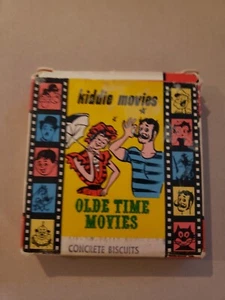 kiddie movies
OLDE TIME
MOVIES
CONCRETE BISCUITS